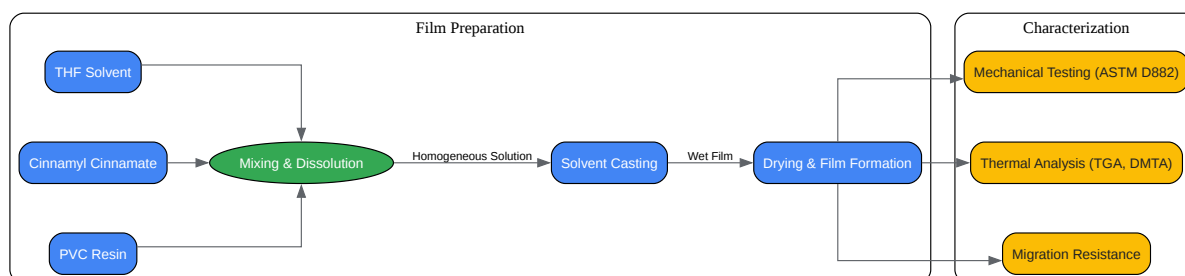 Film Preparation
Characterization
THF Solvent
Mechanical Testing (ASTM D882)
Cinnamyl Cinnamate
Mixing & Dissolution
Homogeneous Solution
Solvent Casting
Wet Film
Drying & Film Formation
Thermal Analysis (TGA, DMTA)
PVC Resin
Migration Resistance